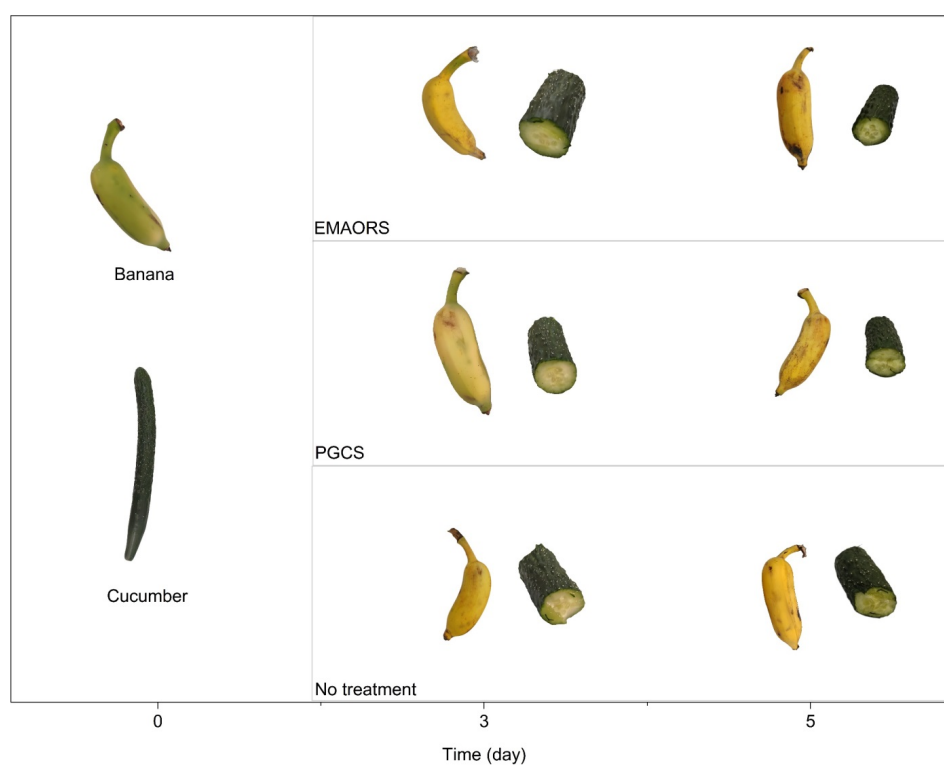 Banana
Cucumber
EMAORS
PGCS
No treatment
0
3
5
Time (day)